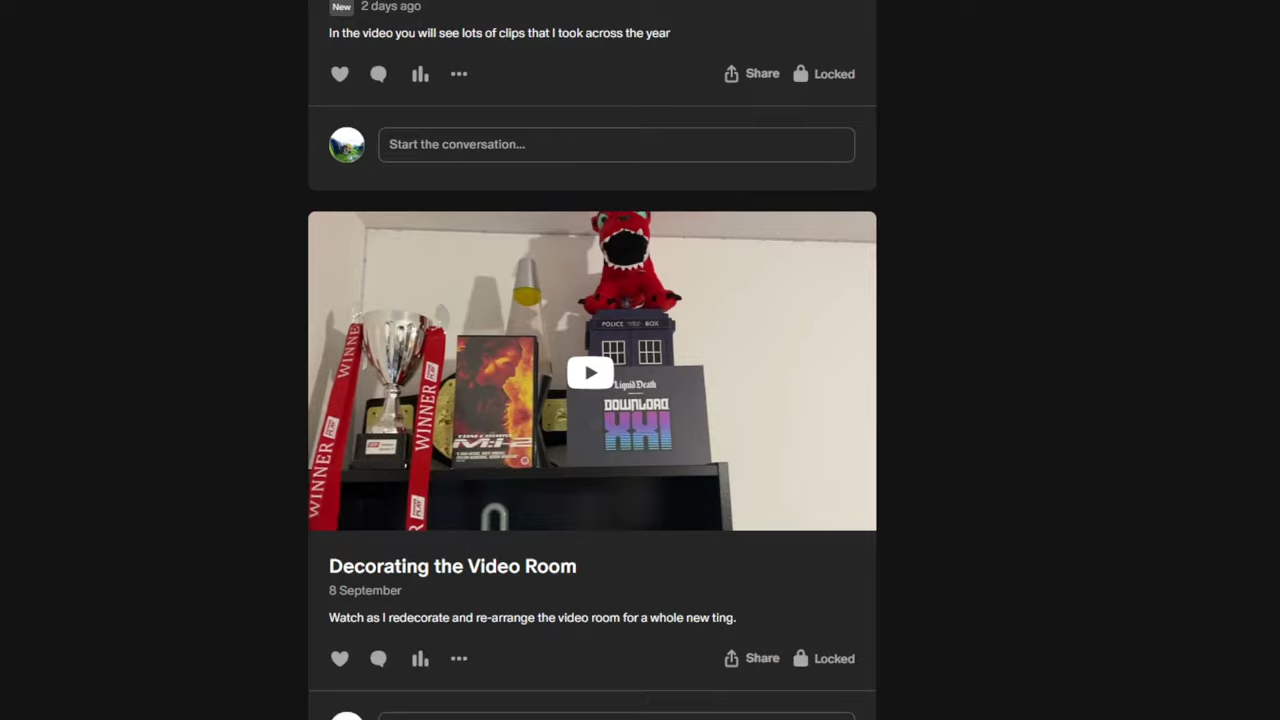 New 2 days ago
In the video you will see lots of clips that I took across the year
Share Locked
Start the conversation...
POLICE BOX
Liquid Death
DOWNLOAD
XXI
WINNER
WINNER
WINNER
M:I-2
Decorating the Video Room
8 September
Watch as I redecorate and re-arrange the video room for a whole new ting.
Share Locked